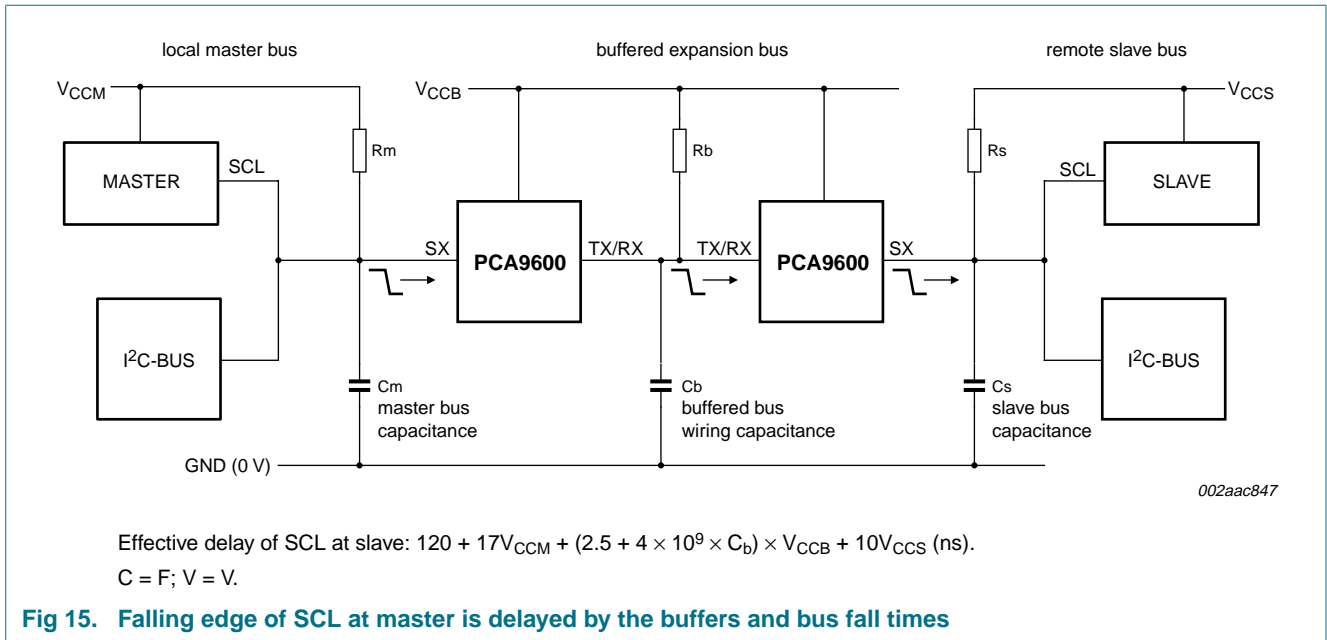 local master bus
buffered expansion bus
remote slave bus
VCCM
VCCB
VCCS
Rm
Rb
Rs
MASTER
SCL
SCL
SLAVE
SX
PCA9600
TX/RX
TX/RX
PCA9600
SX
I²C-BUS
I²C-BUS
Cm
master bus
capacitance
Cb
buffered bus
wiring capacitance
Cs
slave bus
capacitance
GND (0 V)
002aac847
Effective delay of SCL at slave: 120 + 17VCCM + (2.5 + 4 × 10⁹ × Cb) × VCCB + 10VCCS (ns).
C = F; V = V.
Fig 15. Falling edge of SCL at master is delayed by the buffers and bus fall times